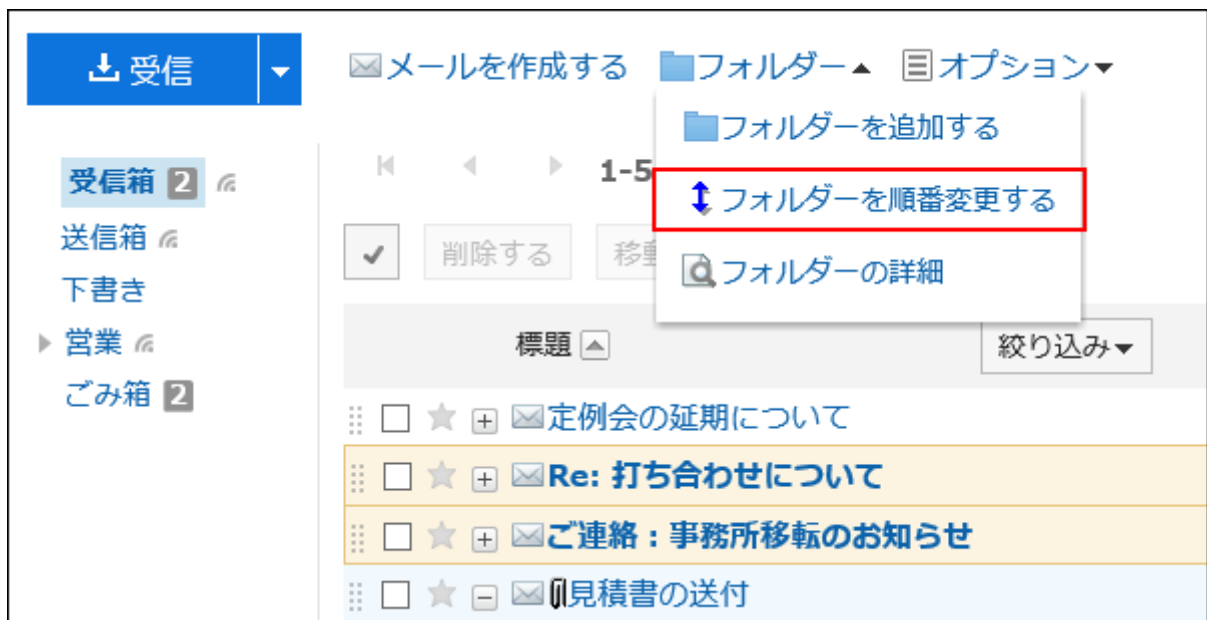 受信
メールを作成する フォルダー オプション
フォルダーを追加する
フォルダーを順番変更する
フォルダーの詳細
受信箱 2
送信箱
下書き
営業
ごみ箱 2
1-5
削除する
標題
絞り込み
定例会の延期について
Re: 打ち合わせについて
ご連絡：事務所移転のお知らせ
見積書の送付